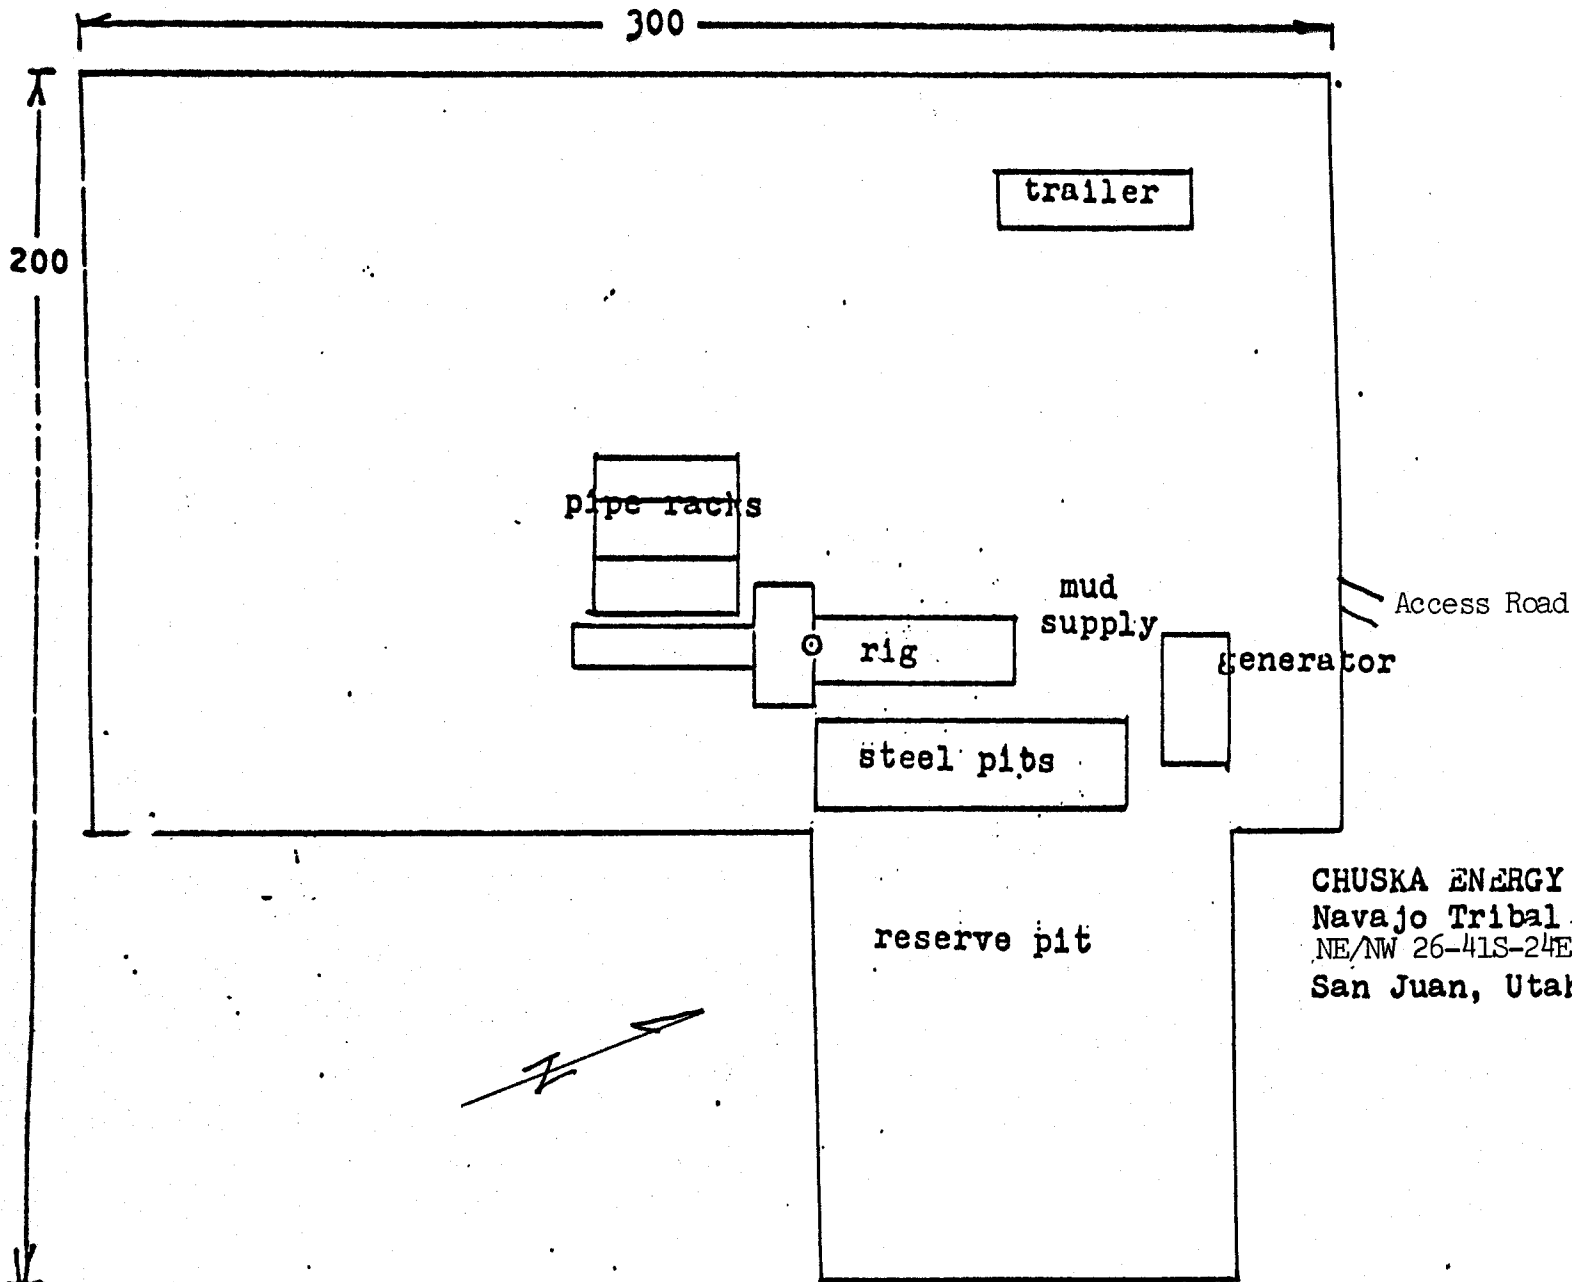 300
200
trailer
pipe racks
mud
supply
Access Road
rig
generator
steel pits
CHUSKA ENERGY
Navajo Tribal
NE/NW 26-41S-24E
San Juan, Utah
reserve pit
N